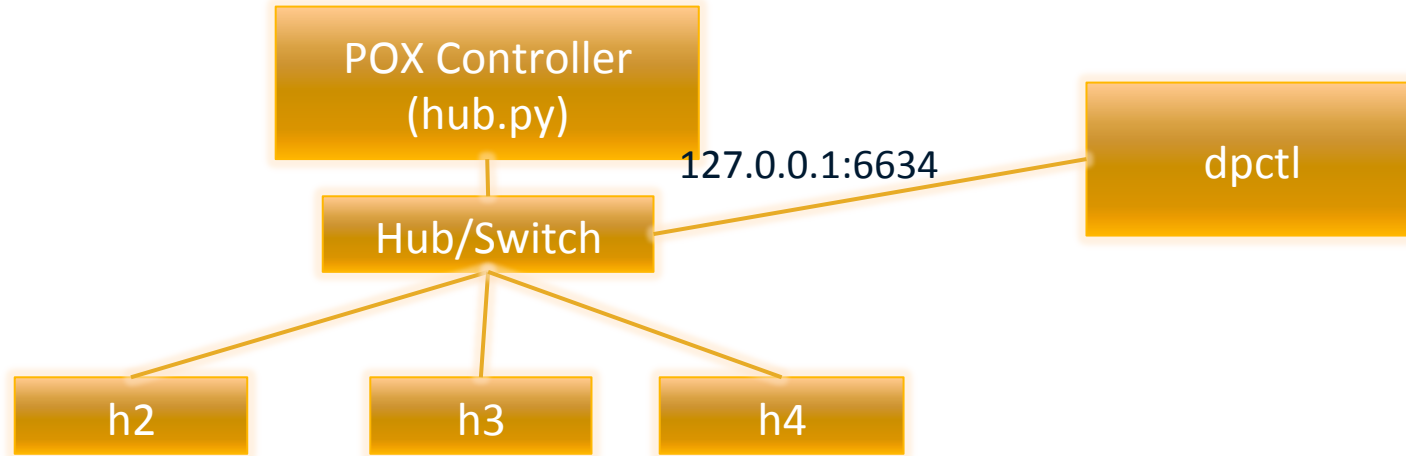 POX Controller
(hub.py)
127.0.0.1:6634
dpctl
Hub/Switch
h2
h3
h4